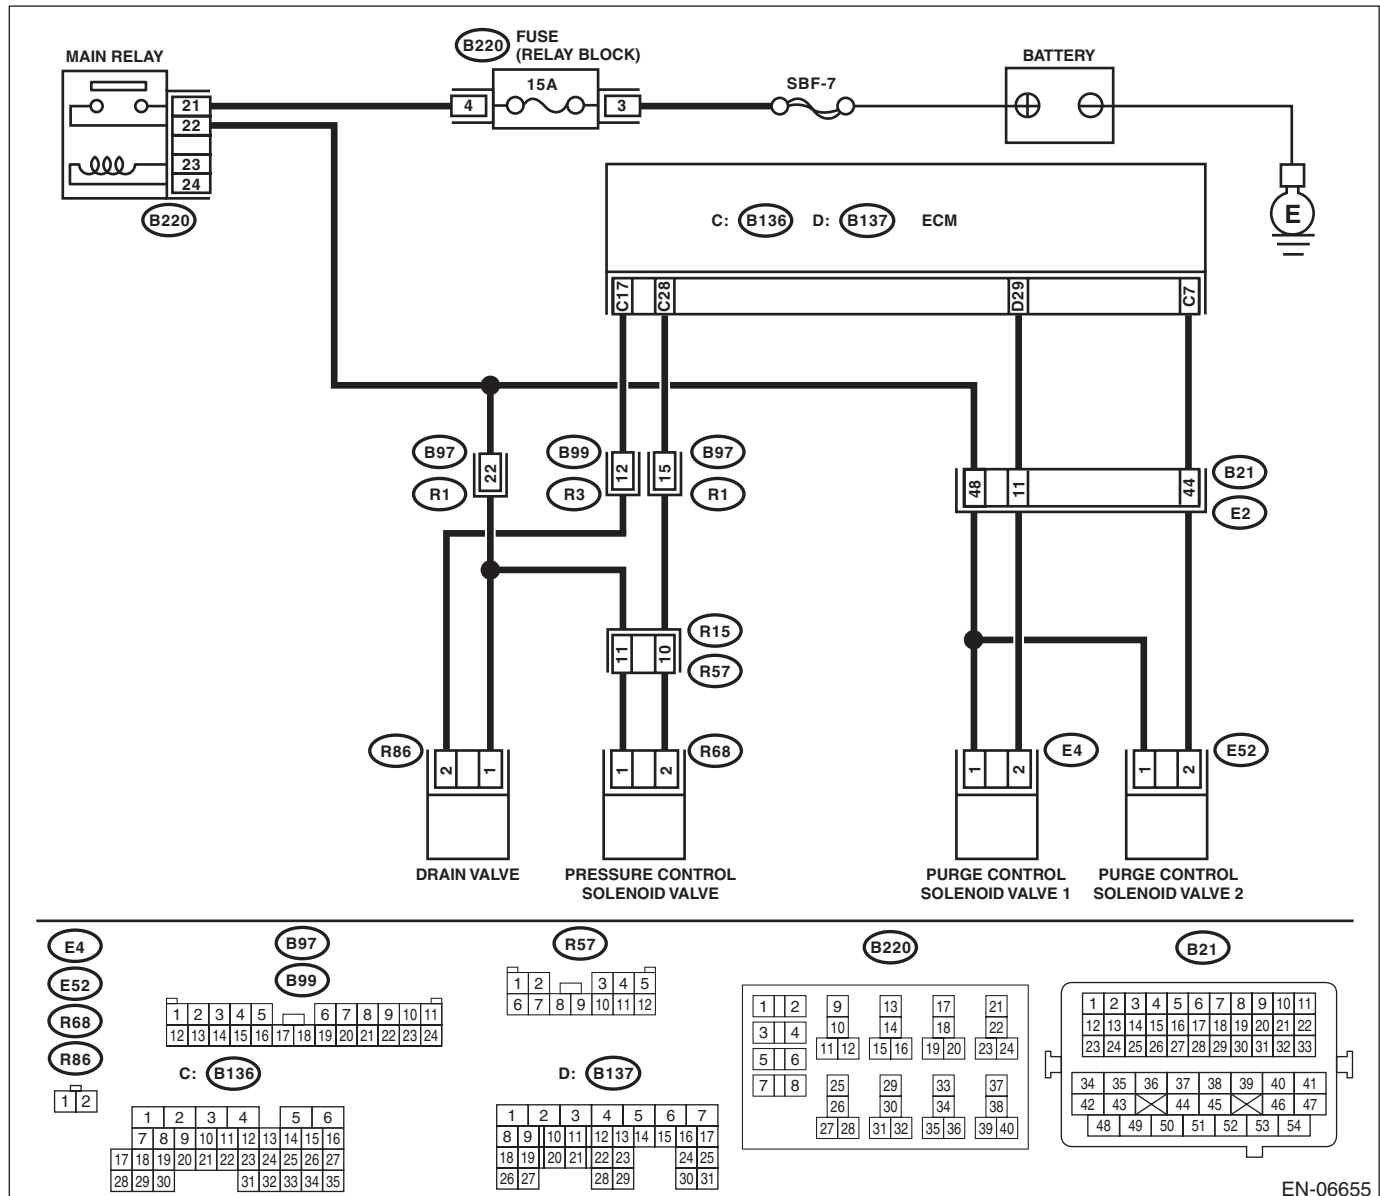 B220 FUSE
(RELAY BLOCK)
MAIN RELAY
15A
SBF-7
BATTERY
21
22
23
24
4
3
B220
E
C: B136 D: B137 ECM
C17
C28
D29
C7
B97
R1
22
B99
R3
12
15
B97
R1
48
11
44
B21
E2
11
10
R15
R57
R86
2
1
1
2
R68
1
2
E4
1
2
E52
DRAIN VALVE
PRESSURE CONTROL
SOLENOID VALVE
PURGE CONTROL
SOLENOID VALVE 1
PURGE CONTROL
SOLENOID VALVE 2
E4
E52
R68
R86
1 2
B97
B99
1 2 3 4 5 6 7 8 9 10 11
12 13 14 15 16 17 18 19 20 21 22 23 24
C: B136
1 2 3 4 5 6
7 8 9 10 11 12 13 14 15 16
17 18 19 20 21 22 23 24 25 26 27
28 29 30 31 32 33 34 35
R57
1 2 3 4 5
6 7 8 9 10 11 12
D: B137
1 2 3 4 5 6 7
8 9 10 11 12 13 14 15 16 17
18 19 20 21 22 23 24 25
26 27 28 29 30 31
B220
1 2 9 13 17 21
3 4 10 14 18 22
5 6 11 12 15 16 19 20 23 24
7 8 25 29 33 37
26 30 34 38
27 28 31 32 35 36 39 40
B21
1 2 3 4 5 6 7 8 9 10 11
12 13 14 15 16 17 18 19 20 21 22
23 24 25 26 27 28 29 30 31 32 33
34 35 36 37 38 39 40 41
42 43 44 45 46 47
48 49 50 51 52 53 54
EN-06655